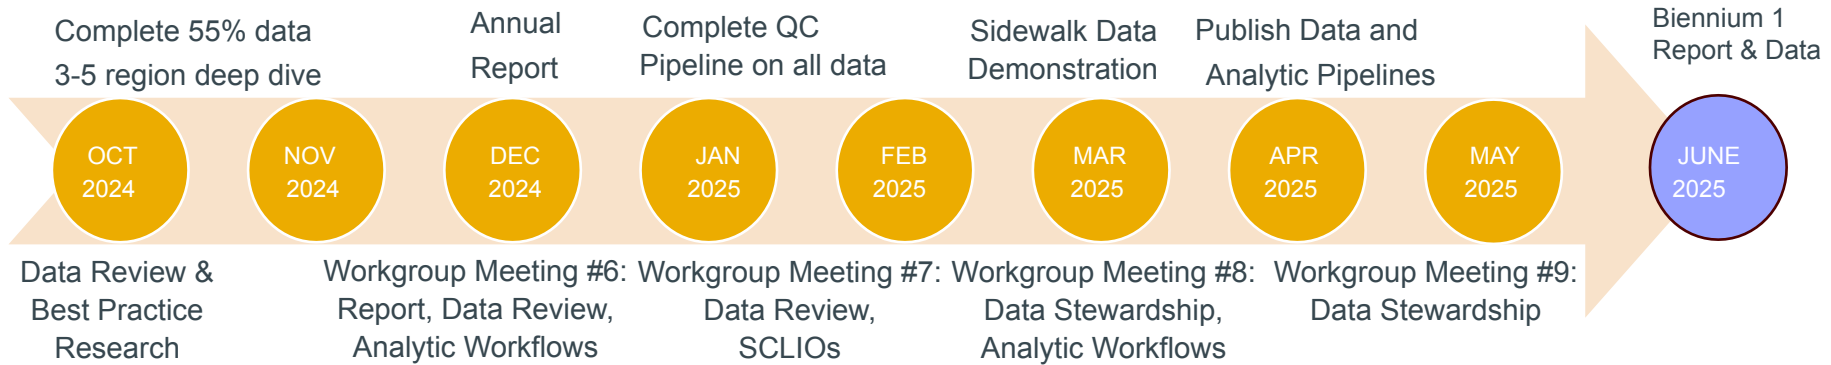 Complete 55% data
3-5 region deep dive
Annual
Report
Complete QC
Pipeline on all data
Sidewalk Data
Demonstration
Publish Data and
Analytic Pipelines
Biennium 1
Report & Data
OCT
2024
NOV
2024
DEC
2024
JAN
2025
FEB
2025
MAR
2025
APR
2025
MAY
2025
JUNE
2025
Data Review &
Best Practice
Research
Workgroup Meeting #6:
Report, Data Review,
Analytic Workflows
Workgroup Meeting #7:
Data Review,
SCLIOs
Workgroup Meeting #8:
Data Stewardship,
Analytic Workflows
Workgroup Meeting #9:
Data Stewardship